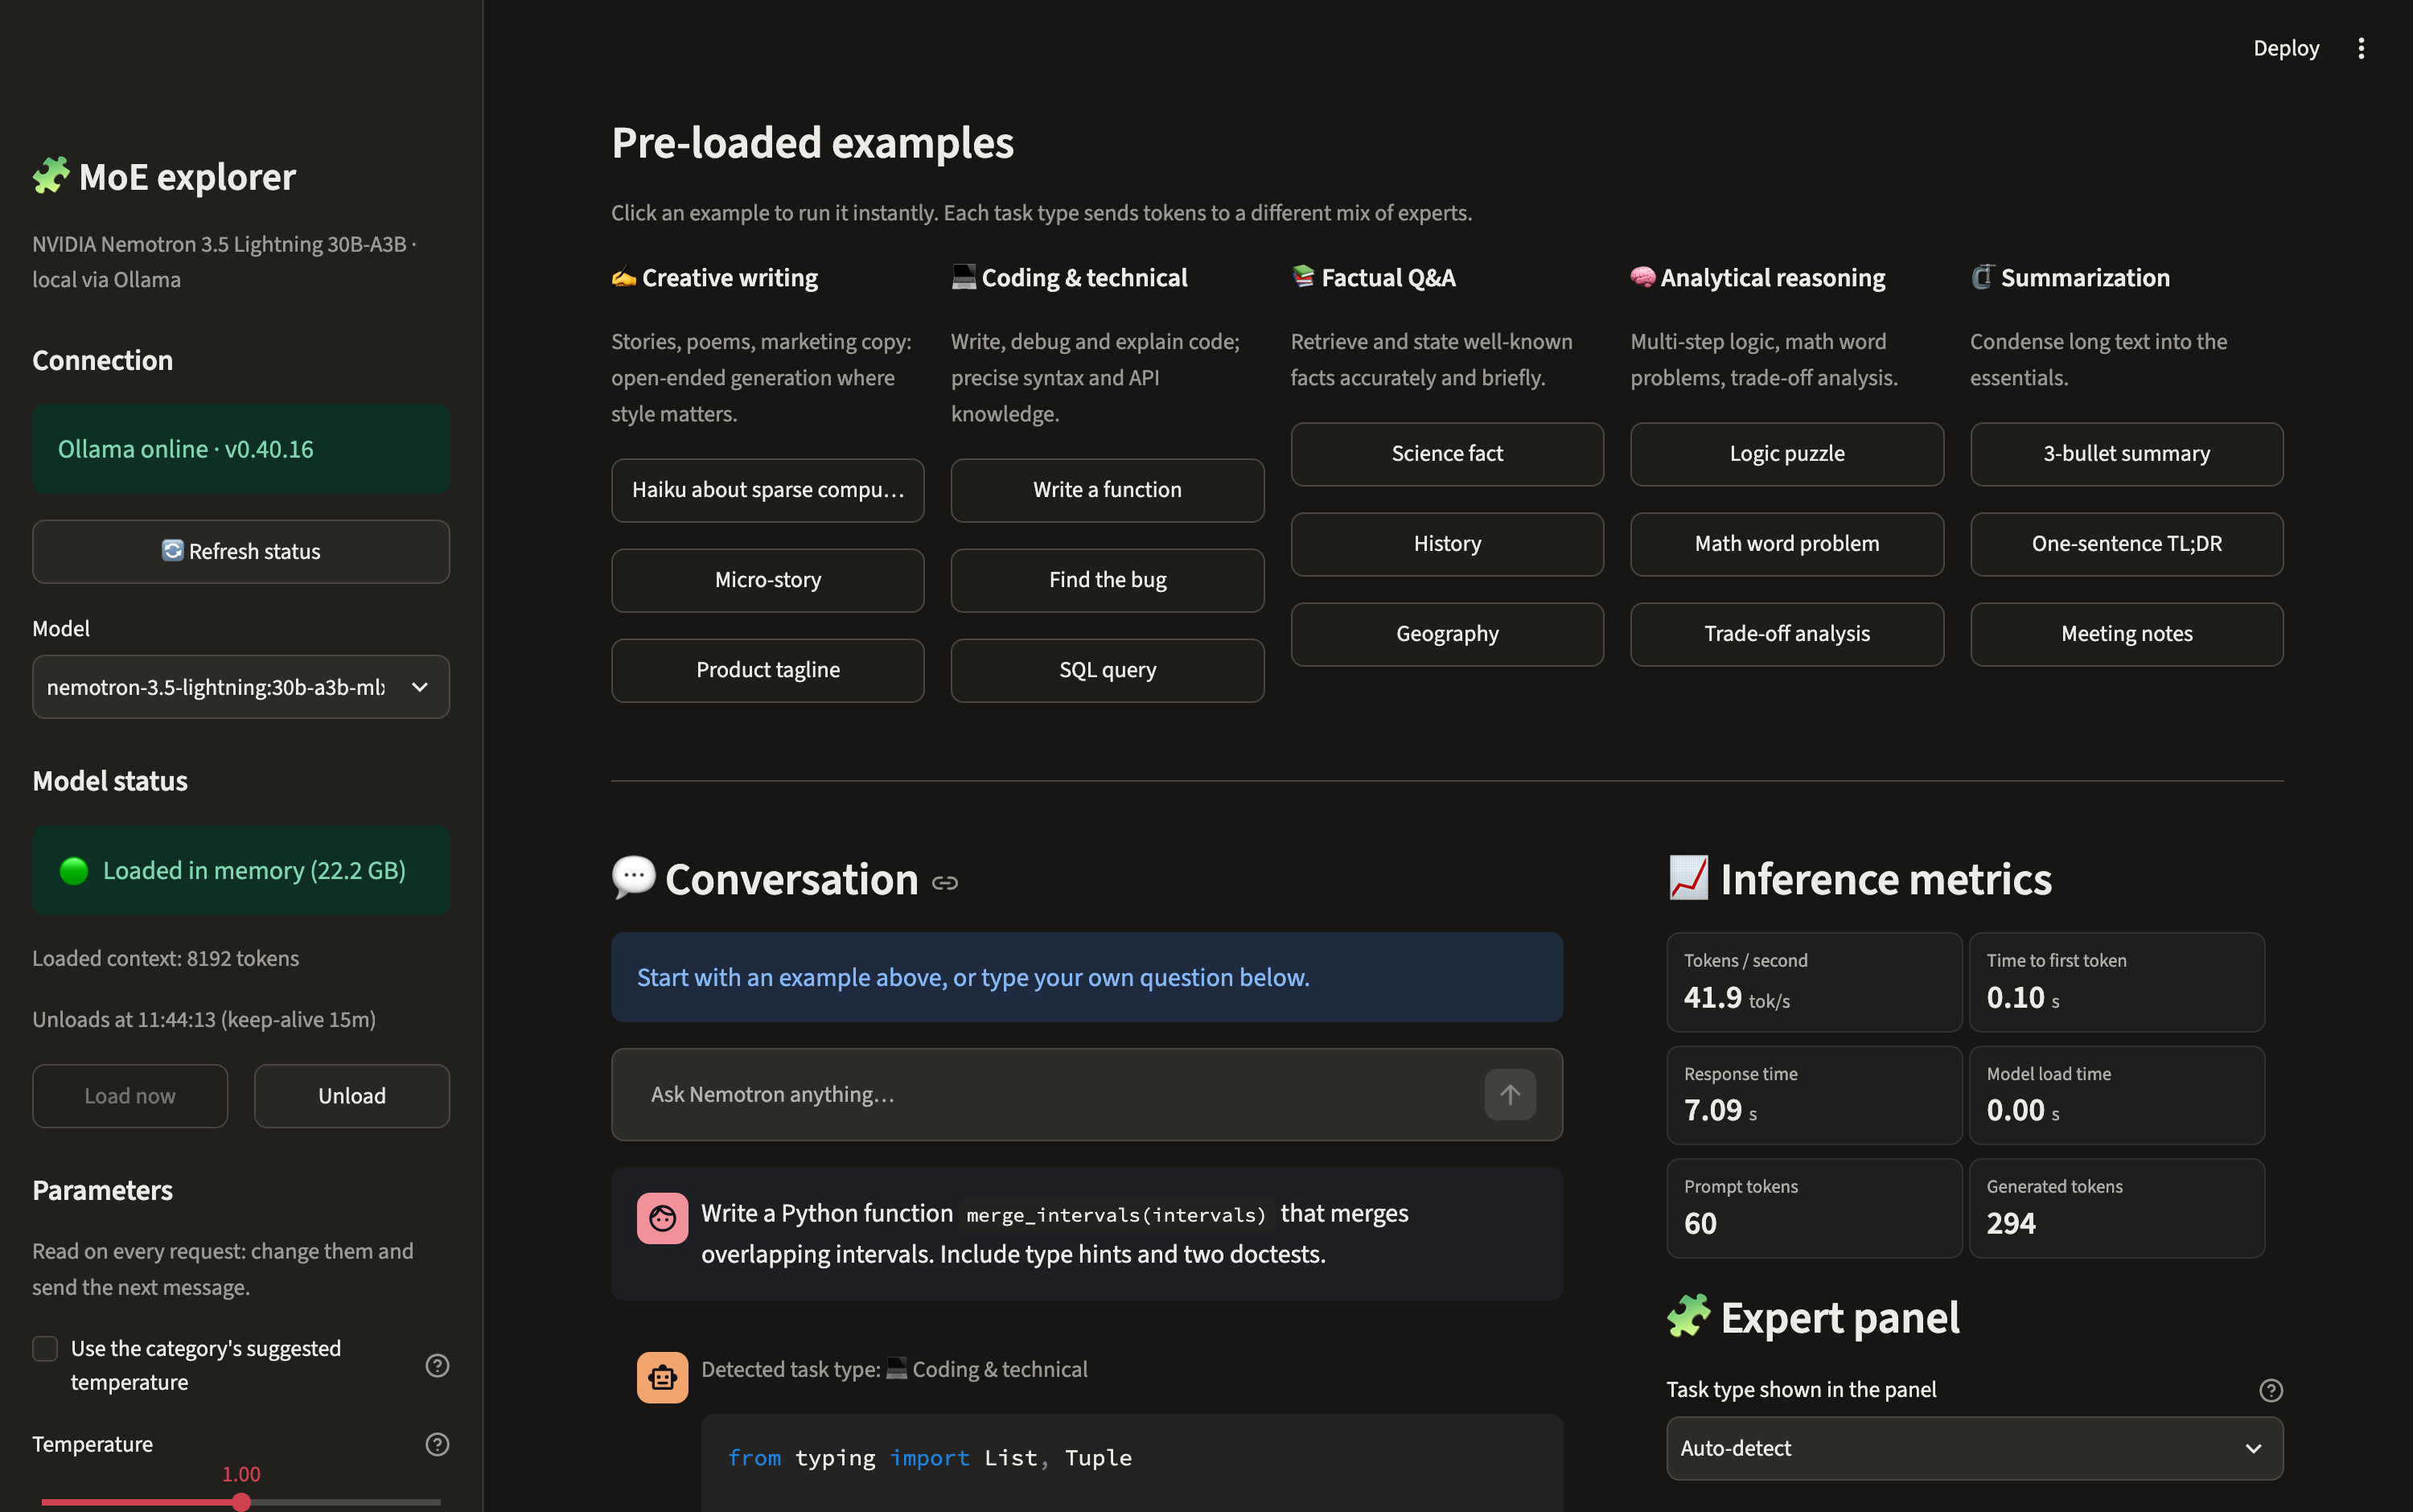 Deploy
MoE explorer
NVIDIA Nemotron 3.5 Lightning 30B-A3B ·
local via Ollama
Connection
Ollama online · v0.40.16
Refresh status
Model
nemotron-3.5-lightning:30b-a3b-mlx
Model status
Loaded in memory (22.2 GB)
Loaded context: 8192 tokens
Unloads at 11:44:13 (keep-alive 15m)
Load now
Unload
Parameters
Read on every request: change them and
send the next message.
Use the category's suggested
temperature
Temperature
1.00
Pre-loaded examples
Click an example to run it instantly. Each task type sends tokens to a different mix of experts.
Creative writing
Stories, poems, marketing copy:
open-ended generation where
style matters.
Haiku about sparse compu…
Micro-story
Product tagline
Coding & technical
Write, debug and explain code;
precise syntax and API
knowledge.
Write a function
Find the bug
SQL query
Factual Q&A
Retrieve and state well-known
facts accurately and briefly.
Science fact
History
Geography
Analytical reasoning
Multi-step logic, math word
problems, trade-off analysis.
Logic puzzle
Math word problem
Trade-off analysis
Summarization
Condense long text into the
essentials.
3-bullet summary
One-sentence TL;DR
Meeting notes
Conversation
Start with an example above, or type your own question below.
Ask Nemotron anything…
Write a Python function merge_intervals(intervals) that merges
overlapping intervals. Include type hints and two doctests.
Detected task type: Coding & technical
from typing import List, Tuple
Inference metrics
Tokens / second
41.9 tok/s
Time to first token
0.10 s
Response time
7.09 s
Model load time
0.00 s
Prompt tokens
60
Generated tokens
294
Expert panel
Task type shown in the panel
Auto-detect